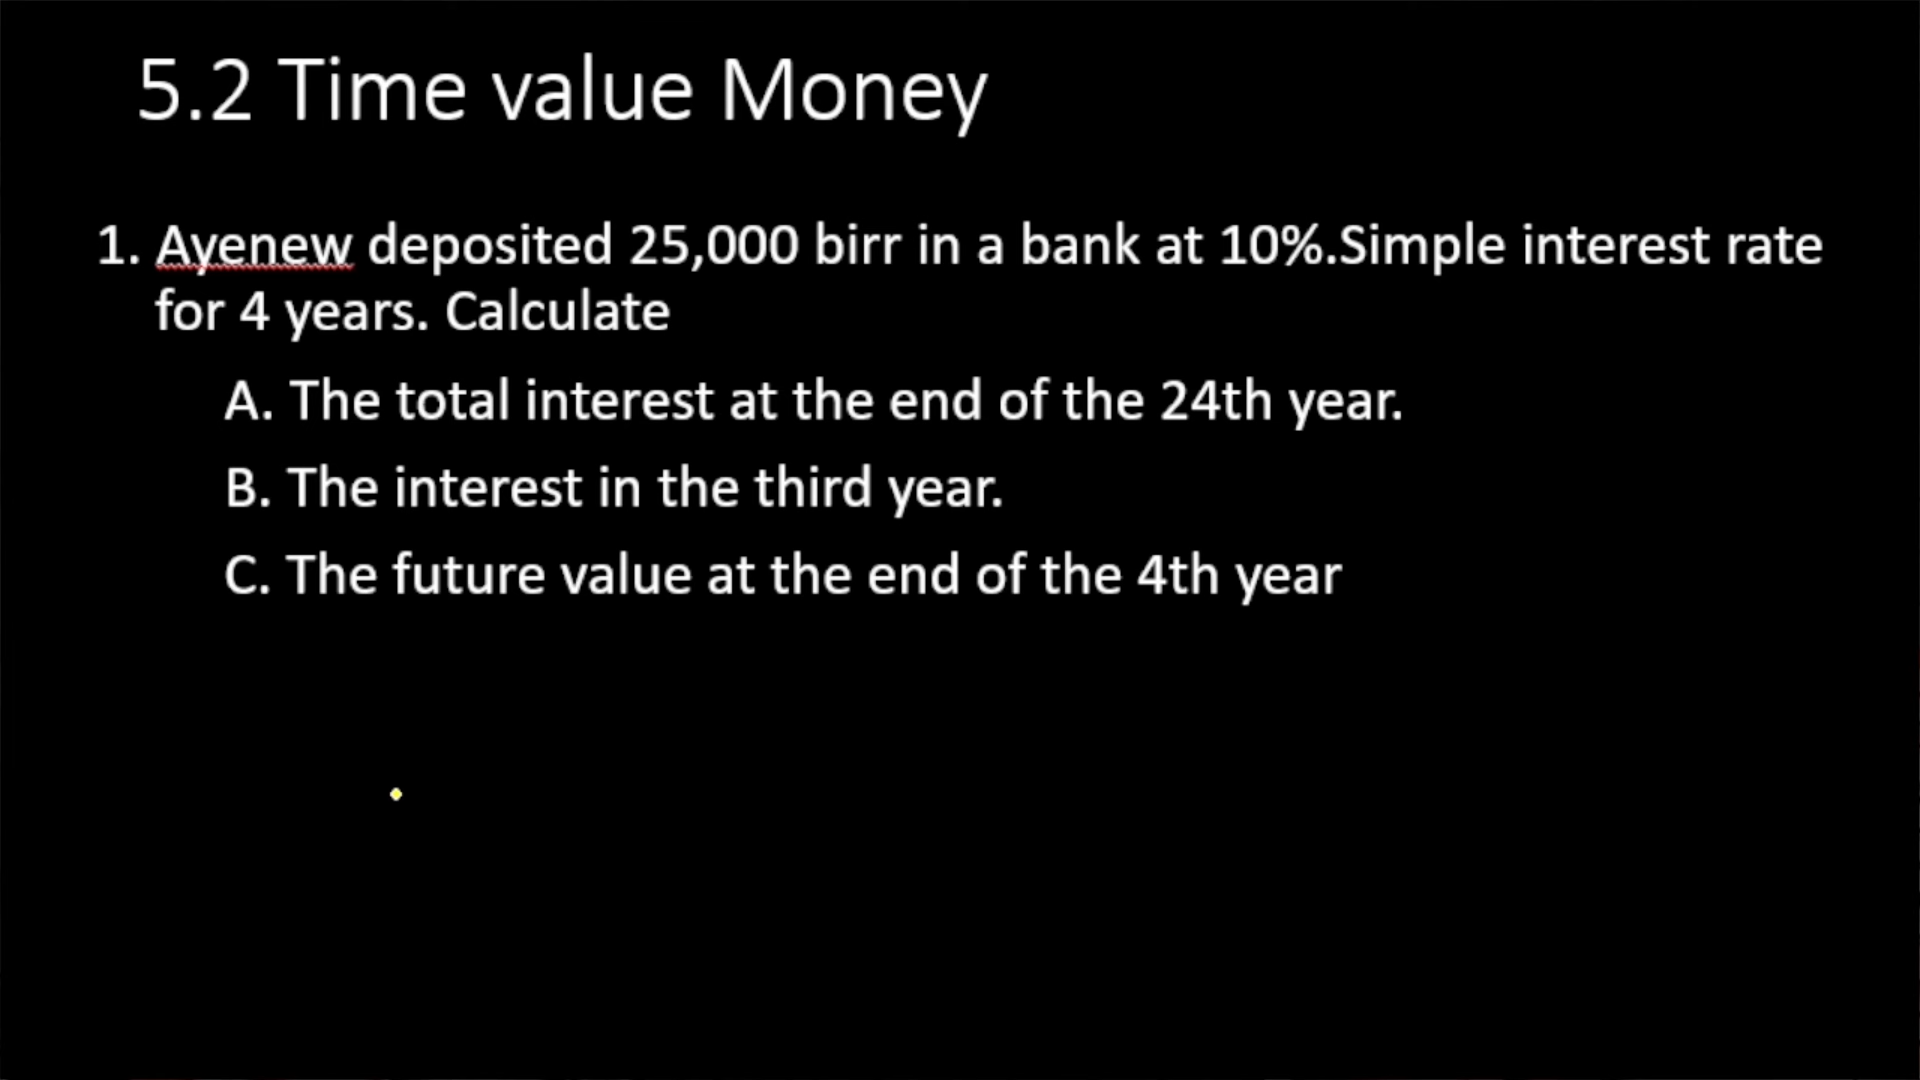 5.2 Time value Money
1. Ayenew deposited 25,000 birr in a bank at 10%.Simple interest rate
for 4 years. Calculate
A. The total interest at the end of the 24th year.
B. The interest in the third year.
C. The future value at the end of the 4th year